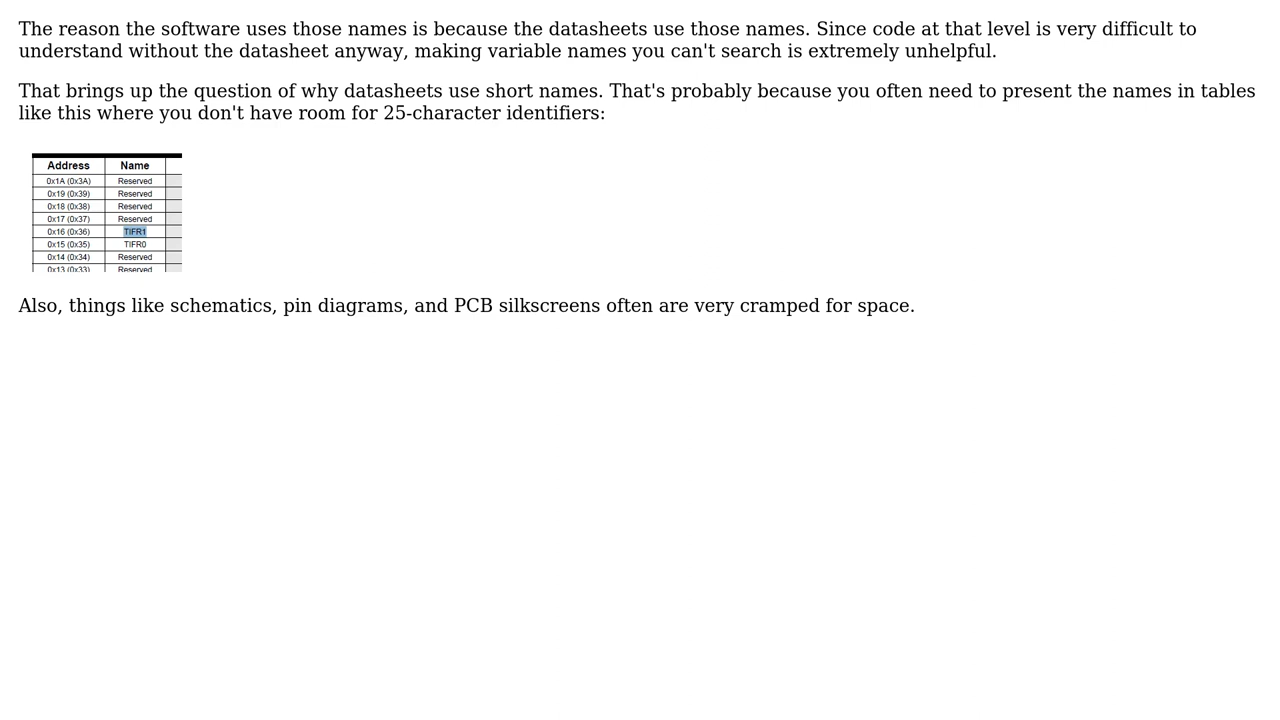 The reason the software uses those names is because the datasheets use those names. Since code at that level is very difficult to
understand without the datasheet anyway, making variable names you can't search is extremely unhelpful.
That brings up the question of why datasheets use short names. That's probably because you often need to present the names in tables
like this where you don't have room for 25-character identifiers:
Address Name
0x1A (0x3A) Reserved
0x19 (0x39) Reserved
0x18 (0x38) Reserved
0x17 (0x37) Reserved
0x16 (0x36) TIFR1
0x15 (0x35) TIFR0
0x14 (0x34) Reserved
0x13 (0x33) Reserved
Also, things like schematics, pin diagrams, and PCB silkscreens often are very cramped for space.